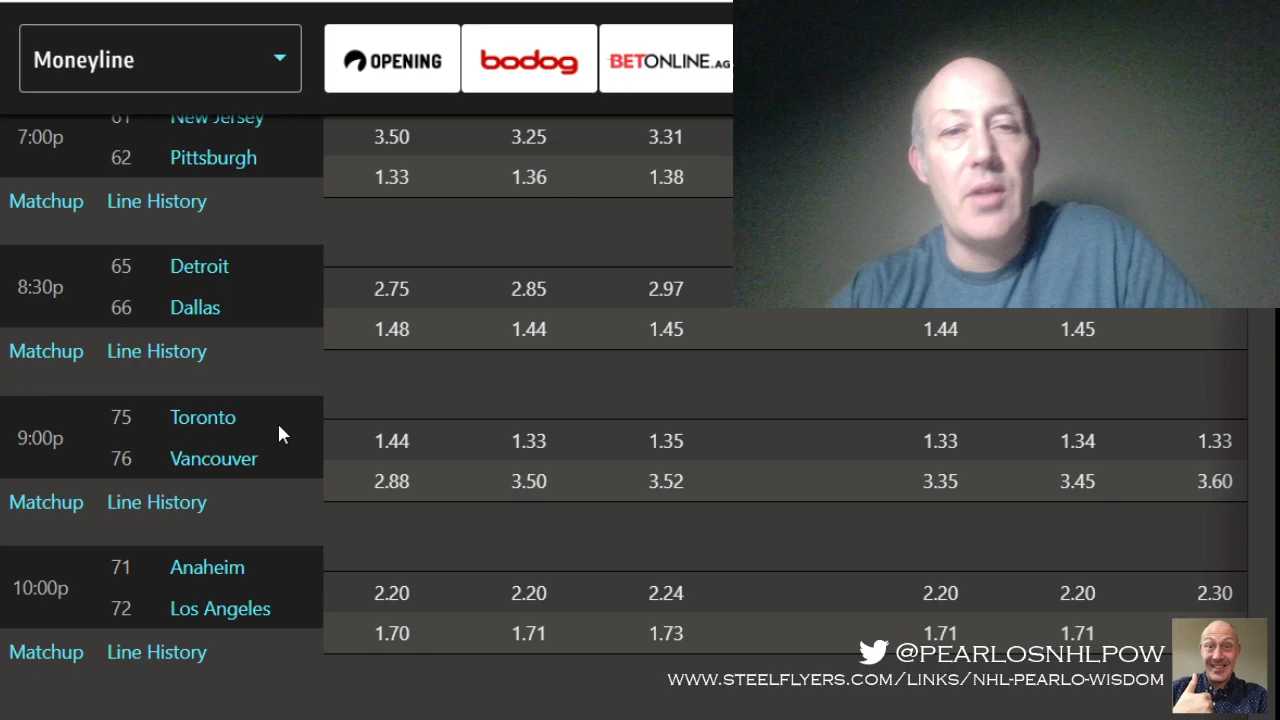 Moneyline OPENING bodog BETONLINE.AG
61 New Jersey 3.50 3.25 3.31
7:00p
62 Pittsburgh 1.33 1.36 1.38
Matchup Line History
65 Detroit 2.75 2.85 2.97
8:30p
66 Dallas 1.48 1.44 1.45 1.44 1.45
Matchup Line History
75 Toronto 1.44 1.33 1.35 1.33 1.34 1.33
9:00p
76 Vancouver 2.88 3.50 3.52 3.35 3.45 3.60
Matchup Line History
71 Anaheim 2.20 2.20 2.24 2.20 2.20 2.30
10:00p
72 Los Angeles 1.70 1.71 1.73 1.71 1.71
Matchup Line History
@PEARLOSNHLPOW
WWW.STEELFLYERS.COM/LINKS/NHL-PEARLO-WISDOM